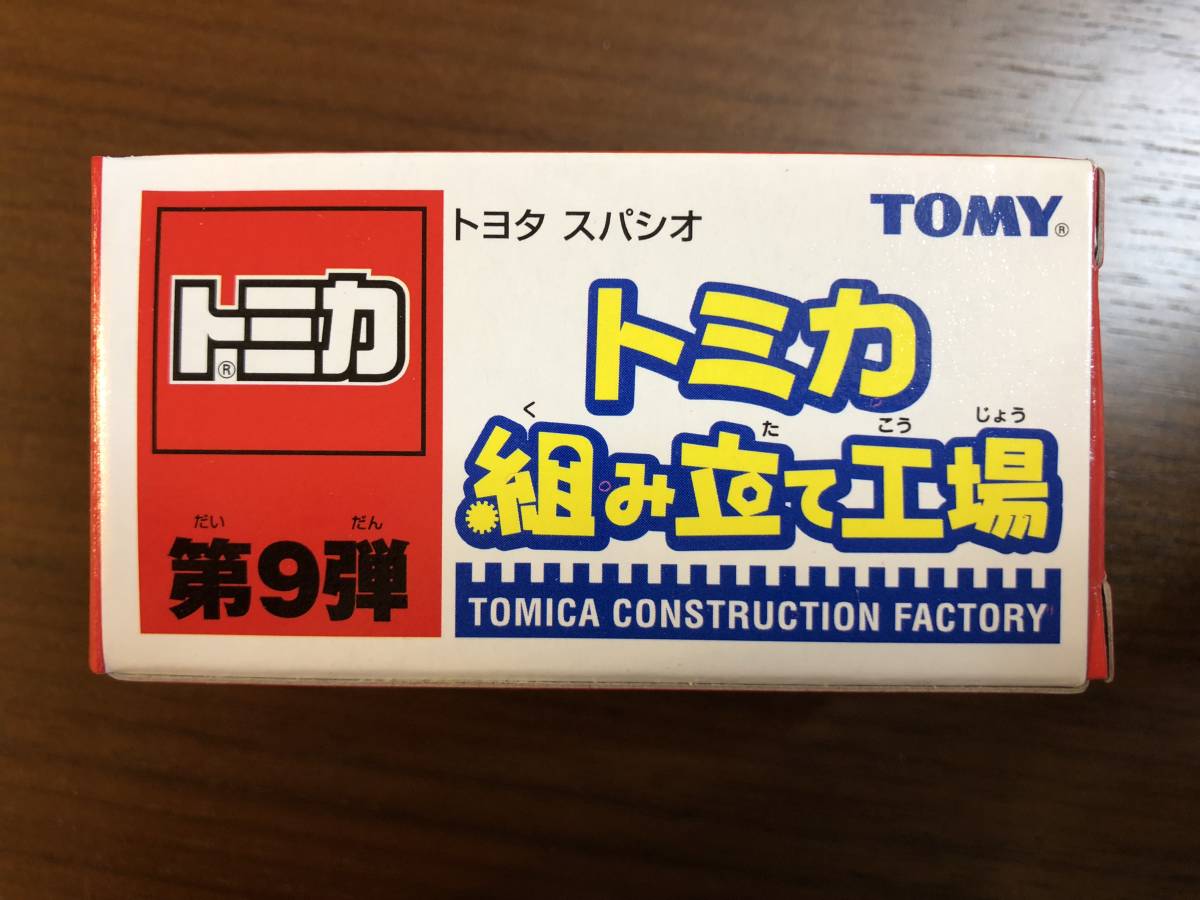 トミカ®
だい だん
第9弾
トヨタ スパシオ
TOMY®
トミカ
く た こう じょう
組み立て工場
TOMICA CONSTRUCTION FACTORY